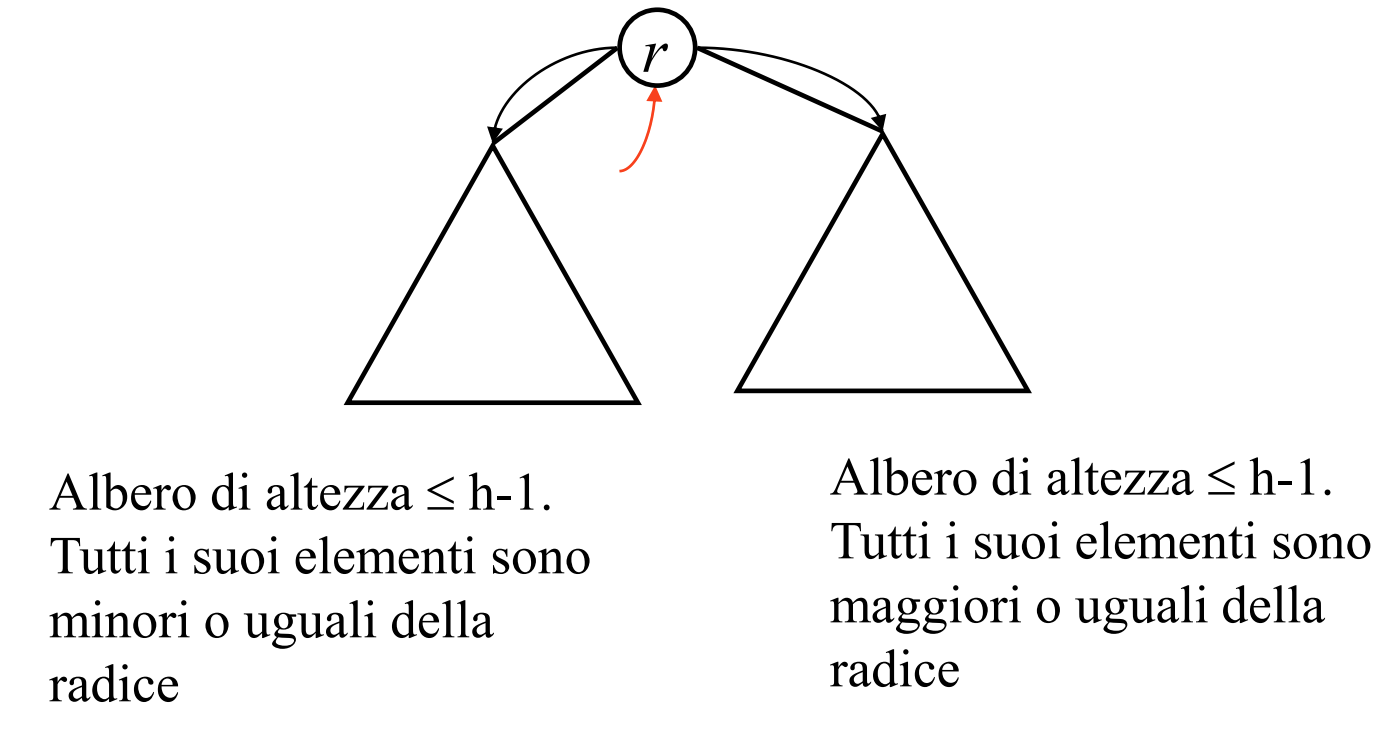 r
Albero di altezza ≤ h-1.
Tutti i suoi elementi sono
minori o uguali della
radice
Albero di altezza ≤ h-1.
Tutti i suoi elementi sono
maggiori o uguali della
radice